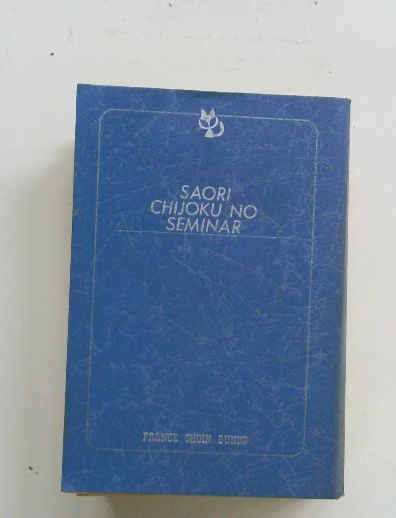 SAORI
CHIJOKU NO
SEMINAR
FRANCE SHOIN BUNKO